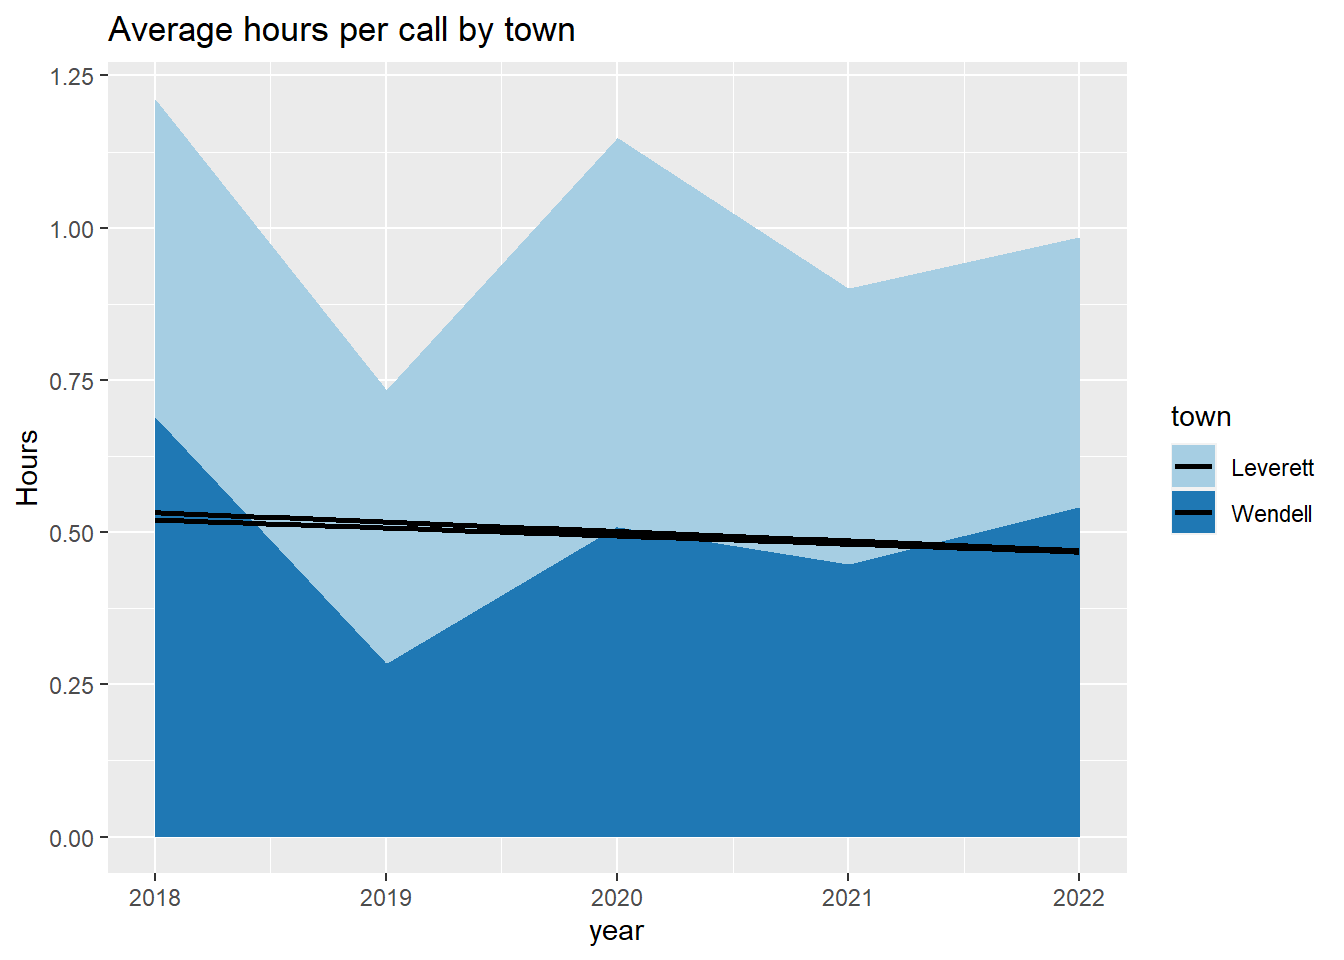 Average hours per call by town
1.25
1.00
0.75
0.50
0.25
0.00
Hours
2018 2019 2020 2021 2022
year
town
Leverett
Wendell